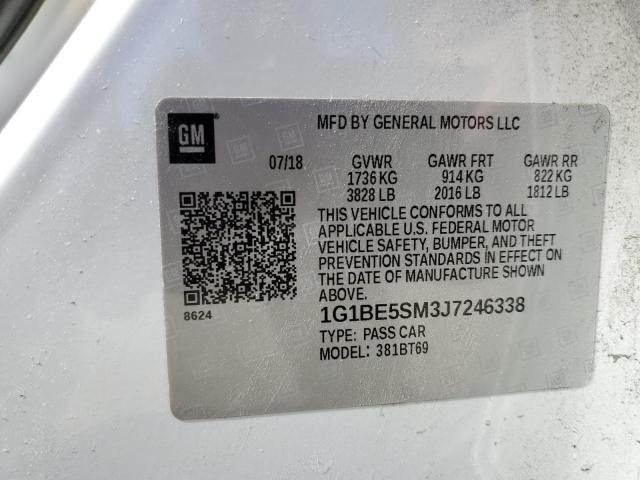 GM
MFD BY GENERAL MOTORS LLC
07/18 GVWR GAWR FRT GAWR RR
1736 KG 914 KG 822 KG
3828 LB 2016 LB 1812 LB
THIS VEHICLE CONFORMS TO ALL
APPLICABLE U.S. FEDERAL MOTOR
VEHICLE SAFETY, BUMPER, AND THEFT
PREVENTION STANDARDS IN EFFECT ON
THE DATE OF MANUFACTURE SHOWN
ABOVE.
8624
1G1BE5SM3J7246338
TYPE: PASS CAR
MODEL: 381BT69